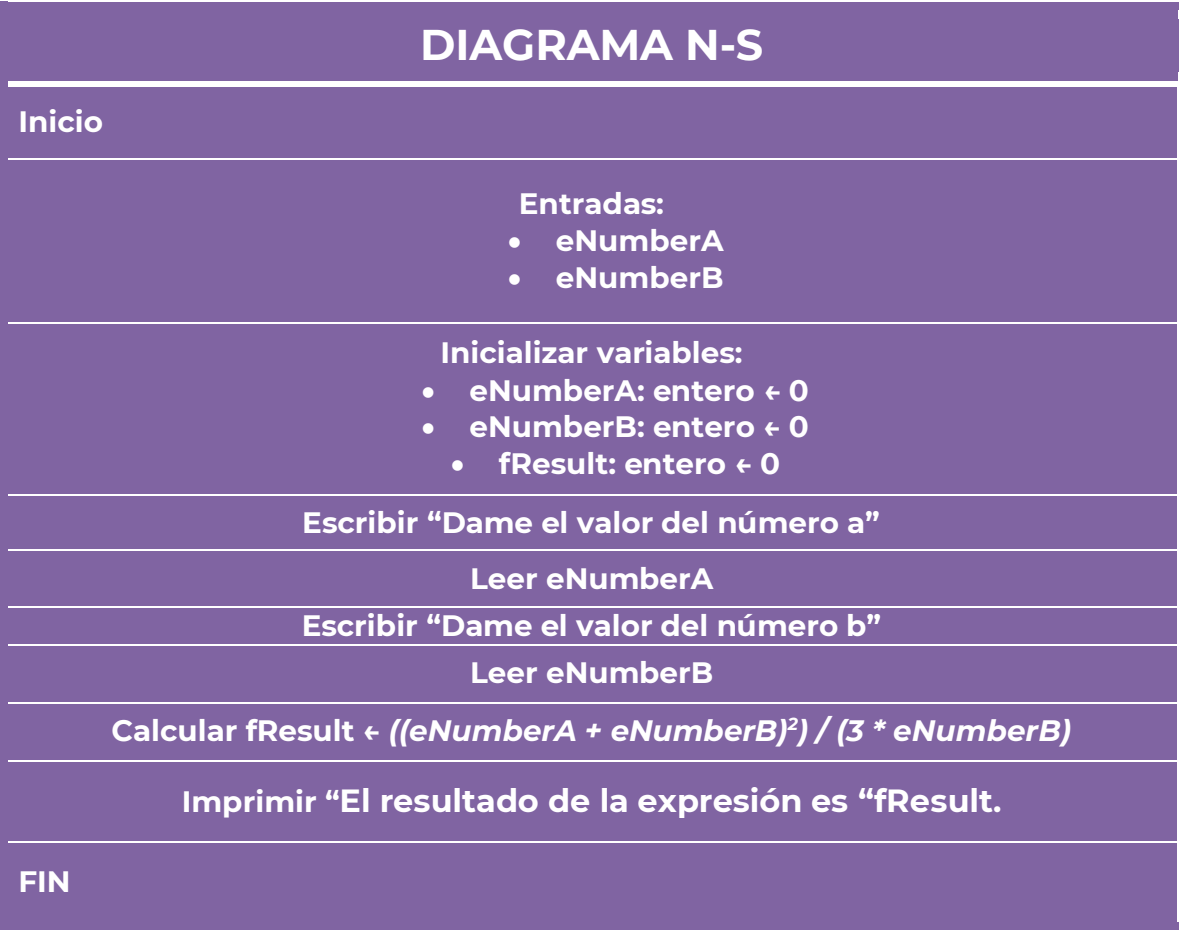 DIAGRAMA N-S
Inicio
Entradas:
• eNumberA
• eNumberB
Inicializar variables:
• eNumberA: entero ← 0
• eNumberB: entero ← 0
• fResult: entero ← 0
Escribir “Dame el valor del número a”
Leer eNumberA
Escribir “Dame el valor del número b”
Leer eNumberB
Calcular fResult ← ((eNumberA + eNumberB)²) / (3 * eNumberB)
Imprimir “El resultado de la expresión es “fResult.
FIN